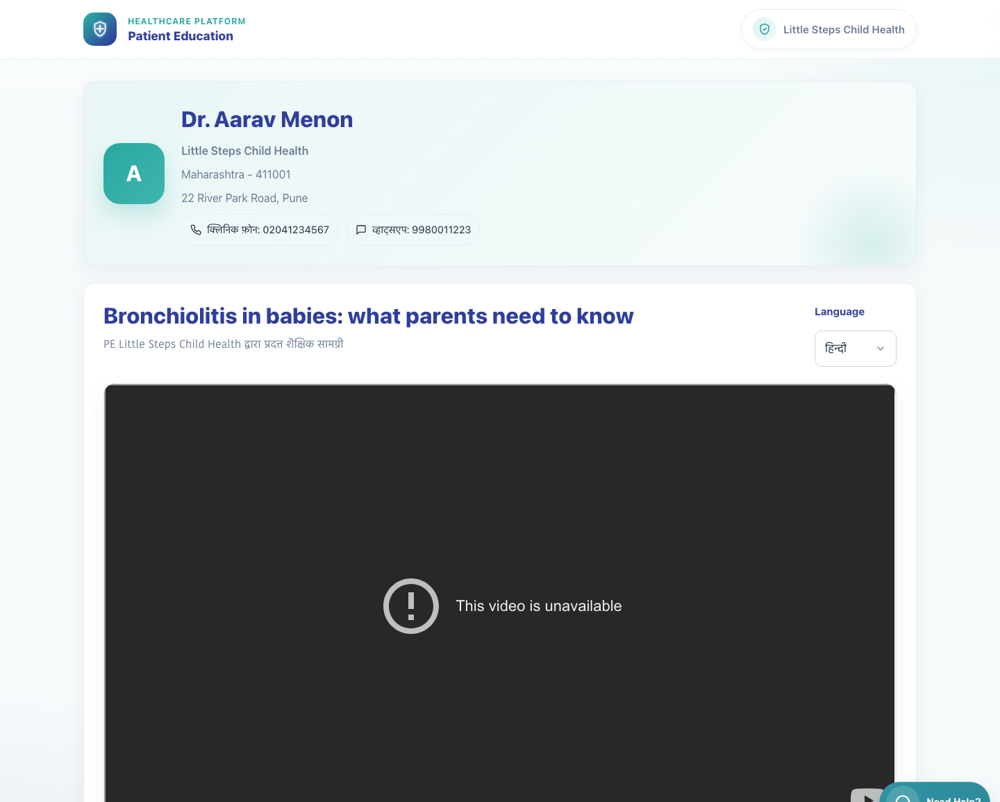 HEALTHCARE PLATFORM
Patient Education
Little Steps Child Health
Dr. Aarav Menon
A
Little Steps Child Health
Maharashtra - 411001
22 River Park Road, Pune
क्लिनिक फ़ोन: 02041234567
व्हाट्सएप: 9980011223
Bronchiolitis in babies: what parents need to know
PE Little Steps Child Health द्वारा प्रदत्त शैक्षिक सामग्री
Language
हिन्दी
This video is unavailable
Need Help?